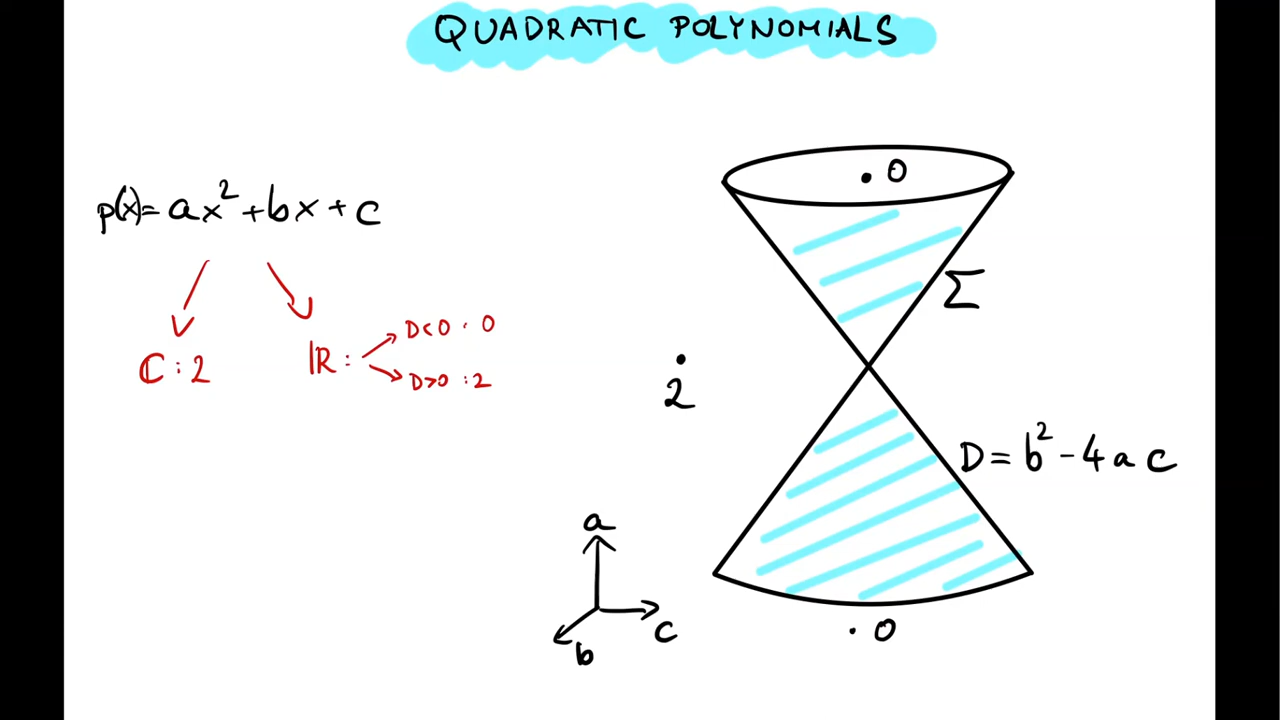 QUADRATIC POLYNOMIALS
p(x)= ax²+bx+c
ℂ : 2
ℝ :
D<0 : 0
D>0 : 2
0
Σ
2
D = b² - 4ac
a
b
c
0